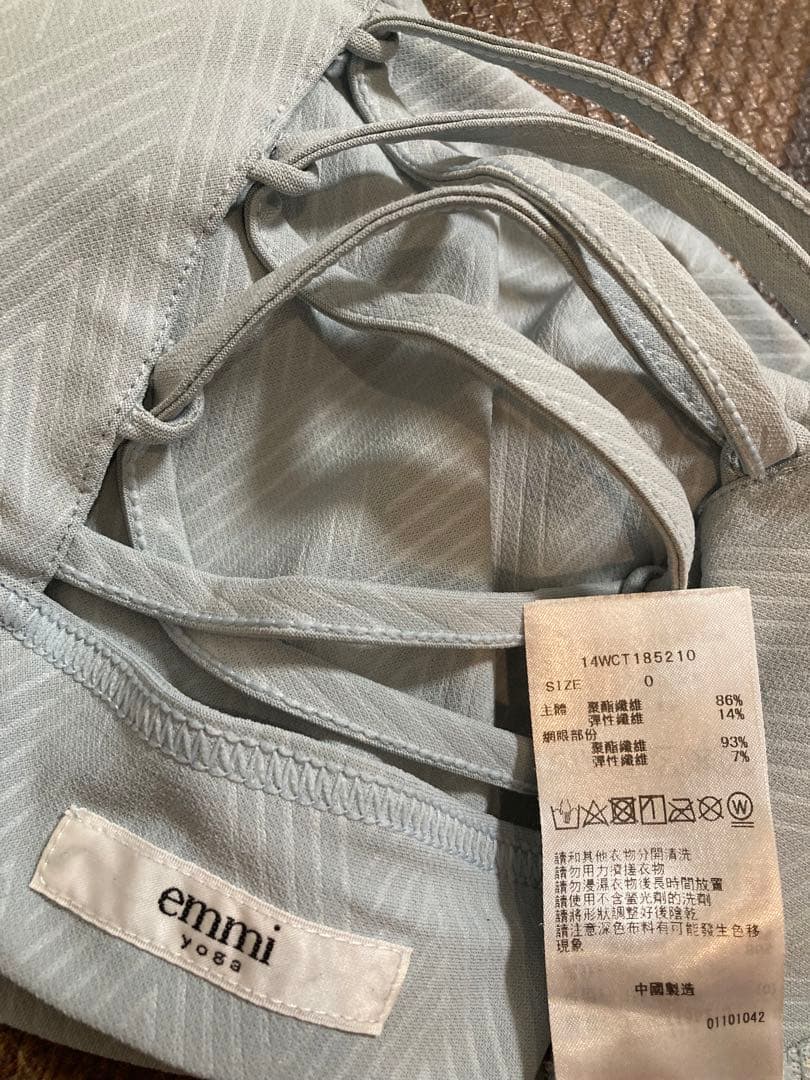 14WCT185210
SIZE 0
主體 聚酯纖維 86%
彈性纖維 14%
網眼部份
聚酯纖維 93%
彈性纖維 7%
W
請和其他衣物分開清洗
請勿用力擠搓衣物
請勿浸濕衣物後長時間放置
請使用不含螢光劑的洗劑
請將形狀調整好後陰乾
請注意深色布料有可能發生色移
現象
中國製造
01101042
emmi
yoga